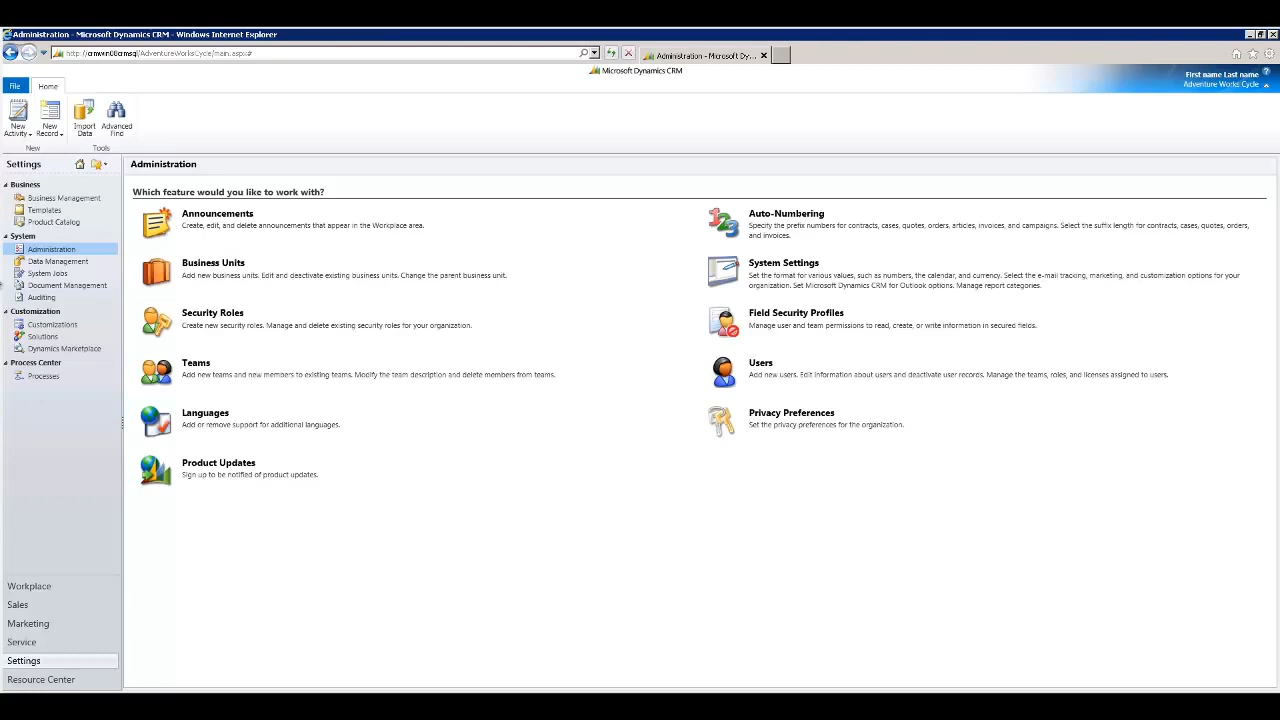 Administration - Microsoft Dynamics CRM - Windows Internet Explorer
http://crmwin08crmsql/AdventureWorksCycle/main.aspx#
Administration - Microsoft Dy...
Microsoft Dynamics CRM
File
Home
First name Last name
Adventure Works Cycle
New Activity
New Record
Import Data
Advanced Find
New
Tools
Settings
Business
Business Management
Templates
Product Catalog
System
Administration
Data Management
System Jobs
Document Management
Auditing
Customization
Customizations
Solutions
Dynamics Marketplace
Process Center
Processes
Workplace
Sales
Marketing
Service
Settings
Resource Center
Administration
Which feature would you like to work with?
Announcements
Create, edit, and delete announcements that appear in the Workplace area.
Auto-Numbering
Specify the prefix numbers for contracts, cases, quotes, orders, articles, invoices, and campaigns. Select the suffix length for contracts, cases, quotes, orders,
and invoices.
Business Units
Add new business units. Edit and deactivate existing business units. Change the parent business unit.
System Settings
Set the format for various values, such as numbers, the calendar, and currency. Select the e-mail tracking, marketing, and customization options for your
organization. Set Microsoft Dynamics CRM for Outlook options. Manage report categories.
Security Roles
Create new security roles. Manage and delete existing security roles for your organization.
Field Security Profiles
Manage user and team permissions to read, create, or write information in secured fields.
Teams
Add new teams and new members to existing teams. Modify the team description and delete members from teams.
Users
Add new users. Edit information about users and deactivate user records. Manage the teams, roles, and licenses assigned to users.
Languages
Add or remove support for additional languages.
Privacy Preferences
Set the privacy preferences for the organization.
Product Updates
Sign up to be notified of product updates.